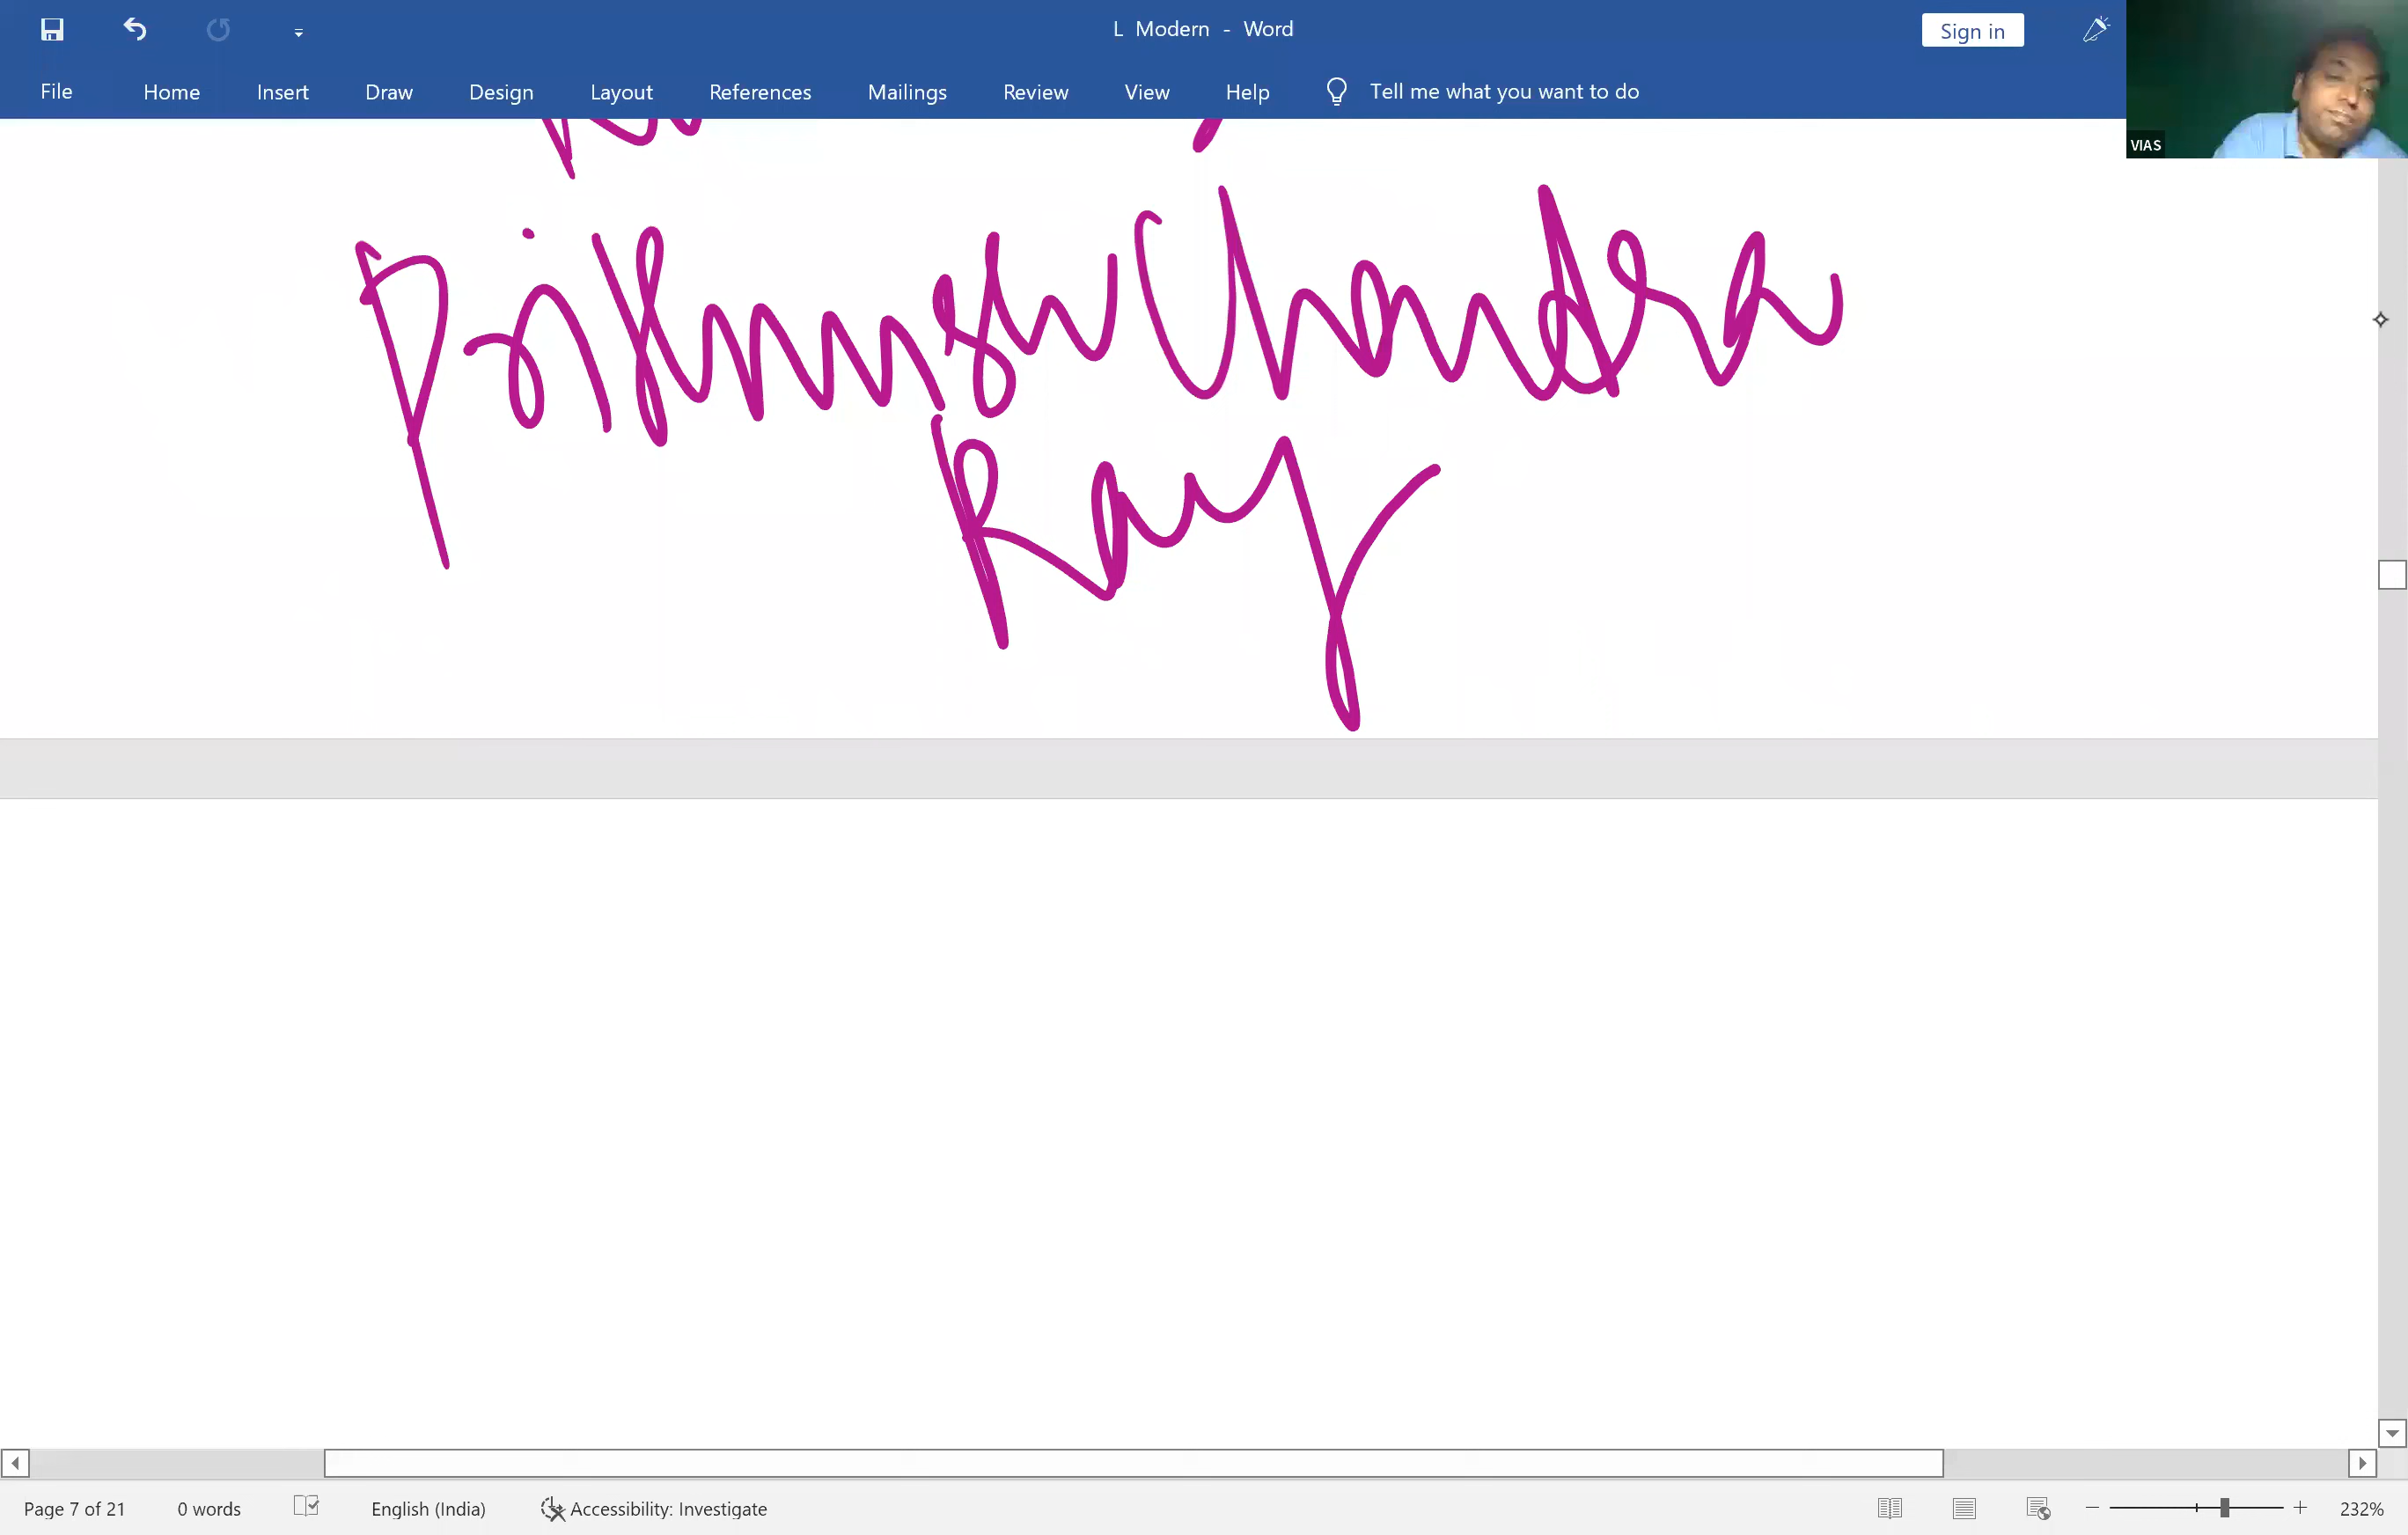 L Modern - Word
Sign in
File Home Insert Draw Design Layout References Mailings Review View Help Tell me what you want to do
VIAS
Chandra
Ray
Page 7 of 21 0 words English (India) Accessibility: Investigate 232%